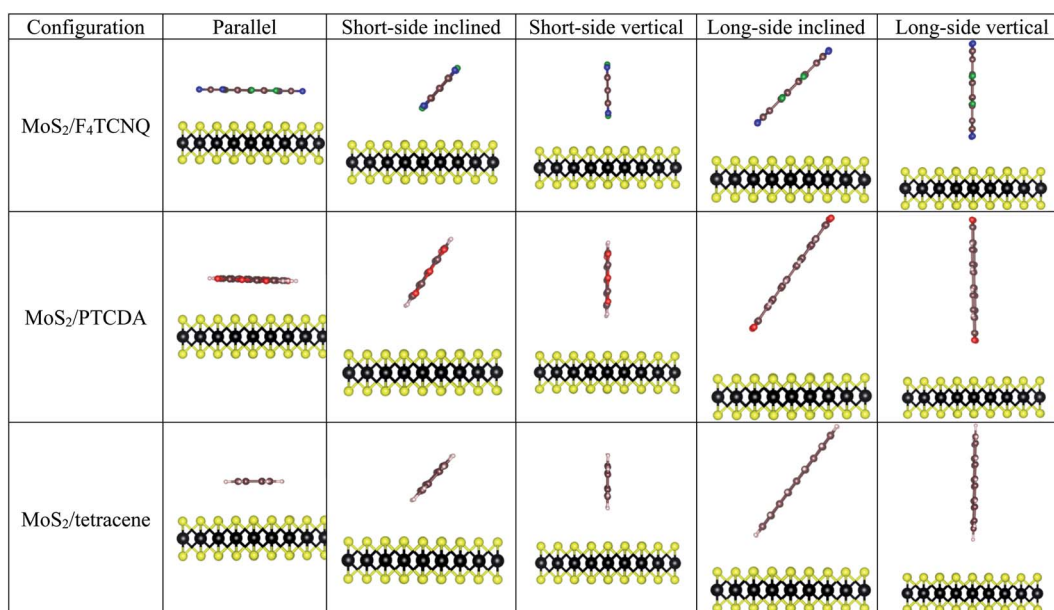 Configuration
Parallel
Short-side inclined
Short-side vertical
Long-side inclined
Long-side vertical
MoS₂/F₄TCNQ
MoS₂/PTCDA
MoS₂/tetracene